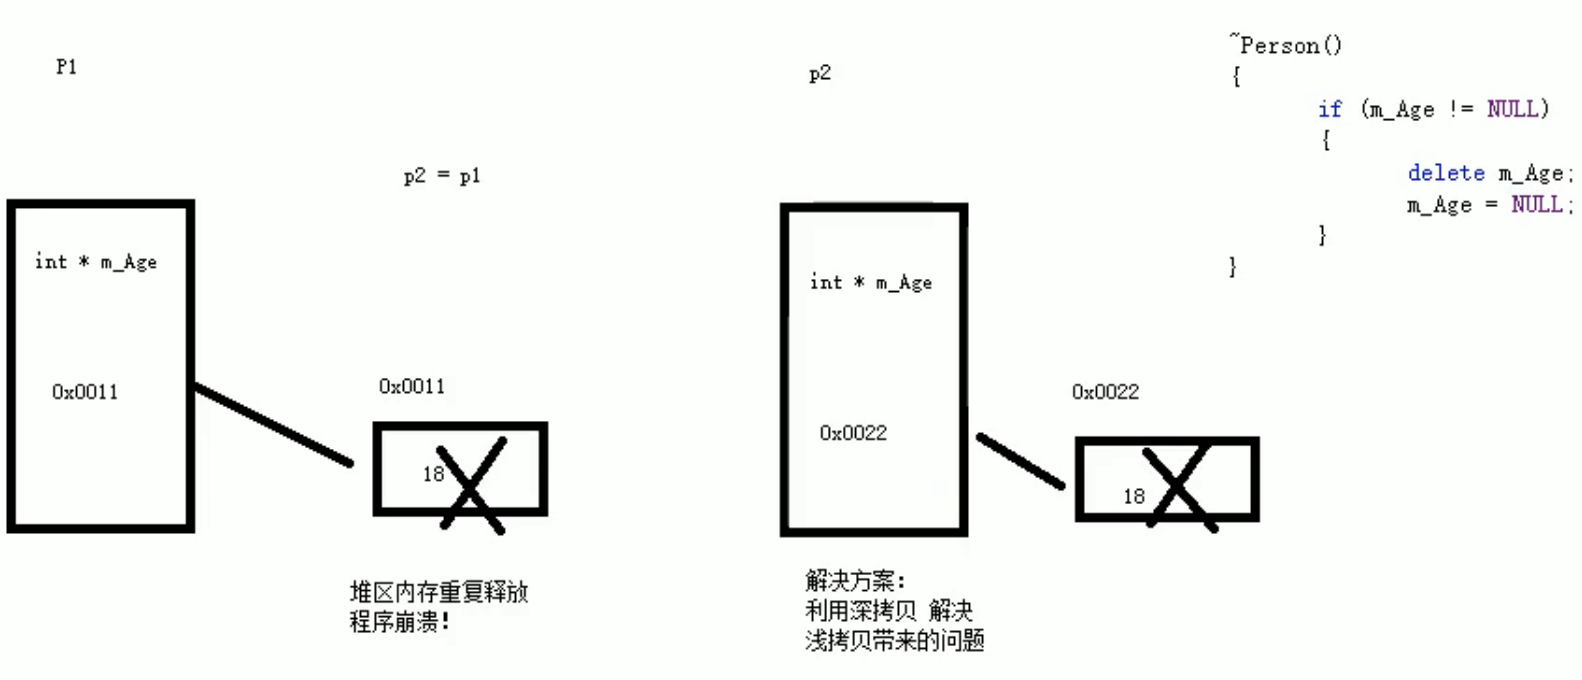 P1
p2 = p1
int * m_Age
0x0011
0x0011
18
堆区内存重复释放
程序崩溃!
p2
int * m_Age
0x0022
0x0022
18
解决方案:
利用深拷贝 解决
浅拷贝带来的问题
~Person()
{
if (m_Age != NULL)
{
delete m_Age;
m_Age = NULL;
}
}